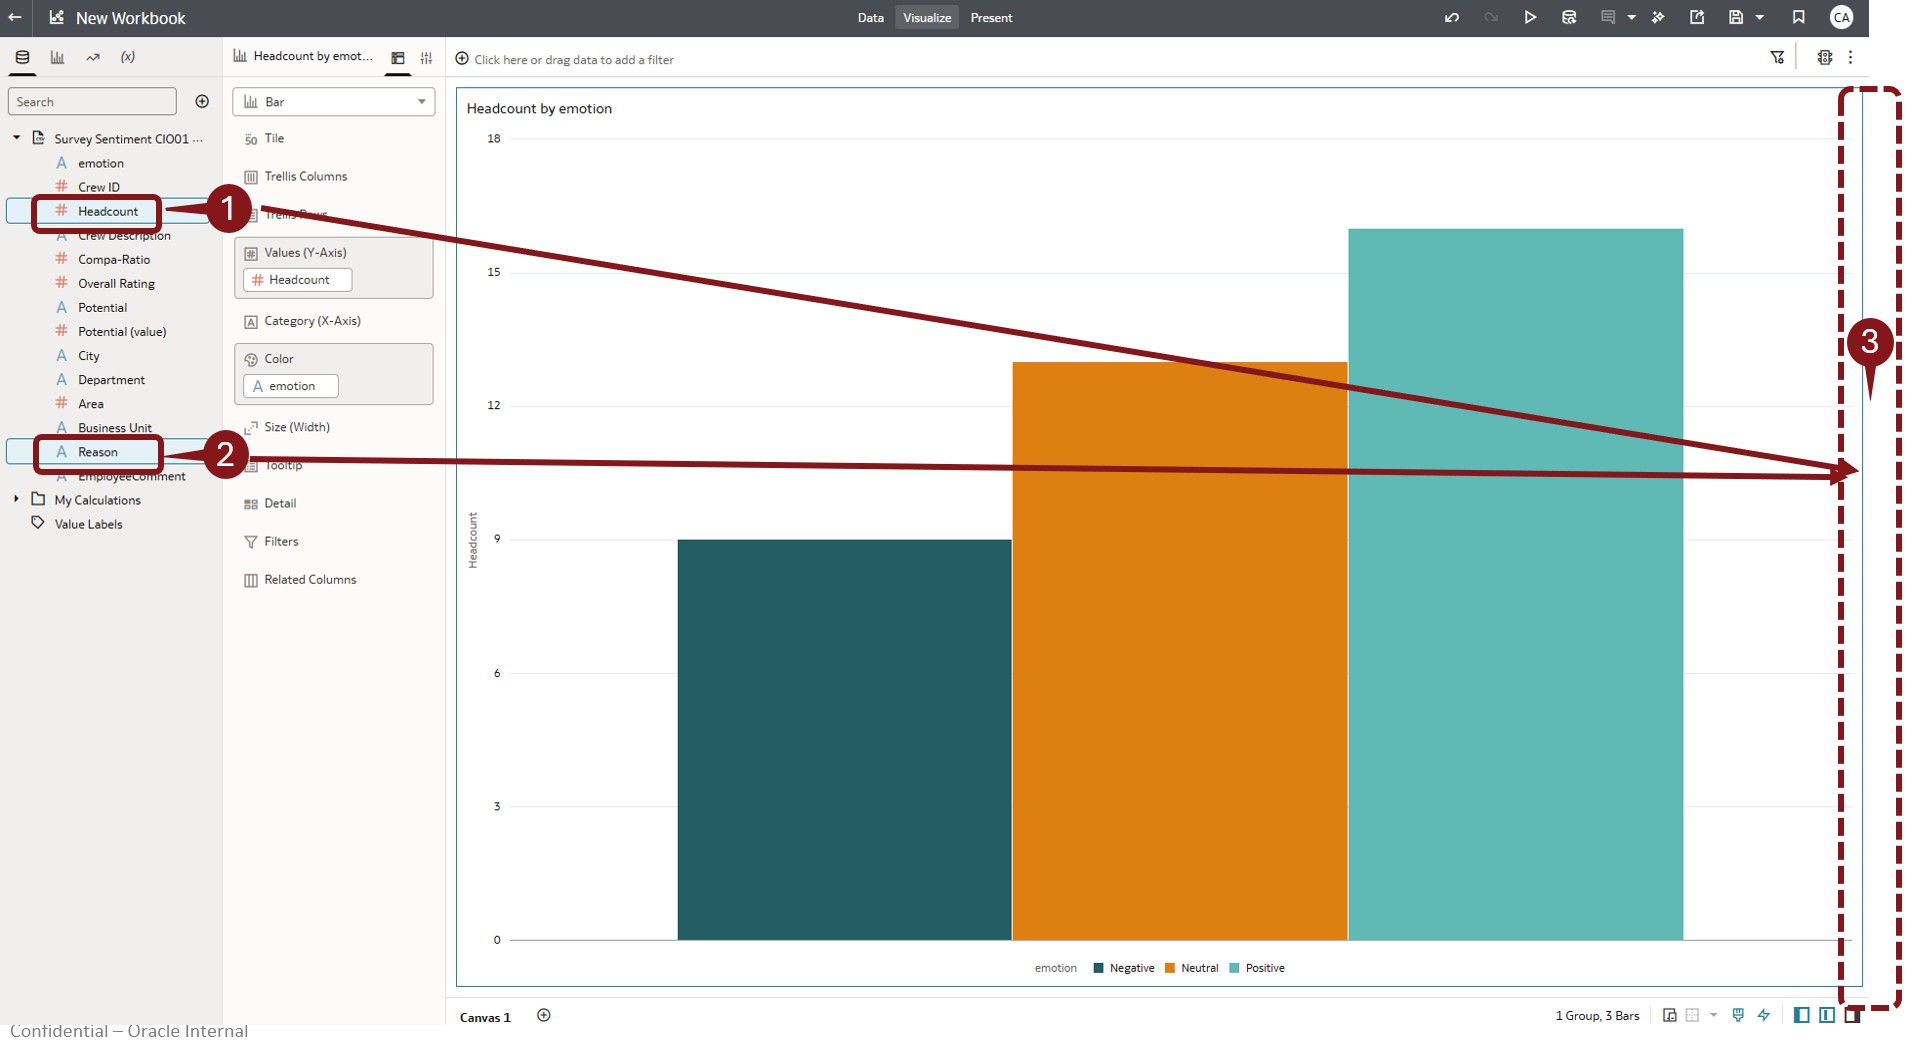 New Workbook
Data Visualize Present
CA
(x)
Headcount by emot...
Click here or drag data to add a filter
Search
Bar
Headcount by emotion
Survey Sentiment CIO01 ...
A emotion
# Crew ID
# Headcount
A Crew Description
# Compa-Ratio
# Overall Rating
A Potential
# Potential (value)
A City
A Department
# Area
A Business Unit
A Reason
A EmployeeComment
My Calculations
Value Labels
50 Tile
Trellis Columns
Trellis Rows
# Values (Y-Axis)
# Headcount
A Category (X-Axis)
Color
A emotion
Size (Width)
Tooltip
Detail
Filters
Related Columns
1
2
3
18
15
12
9
6
3
0
Headcount
emotion Negative Neutral Positive
Canvas 1
1 Group, 3 Bars
Confidential – Oracle Internal